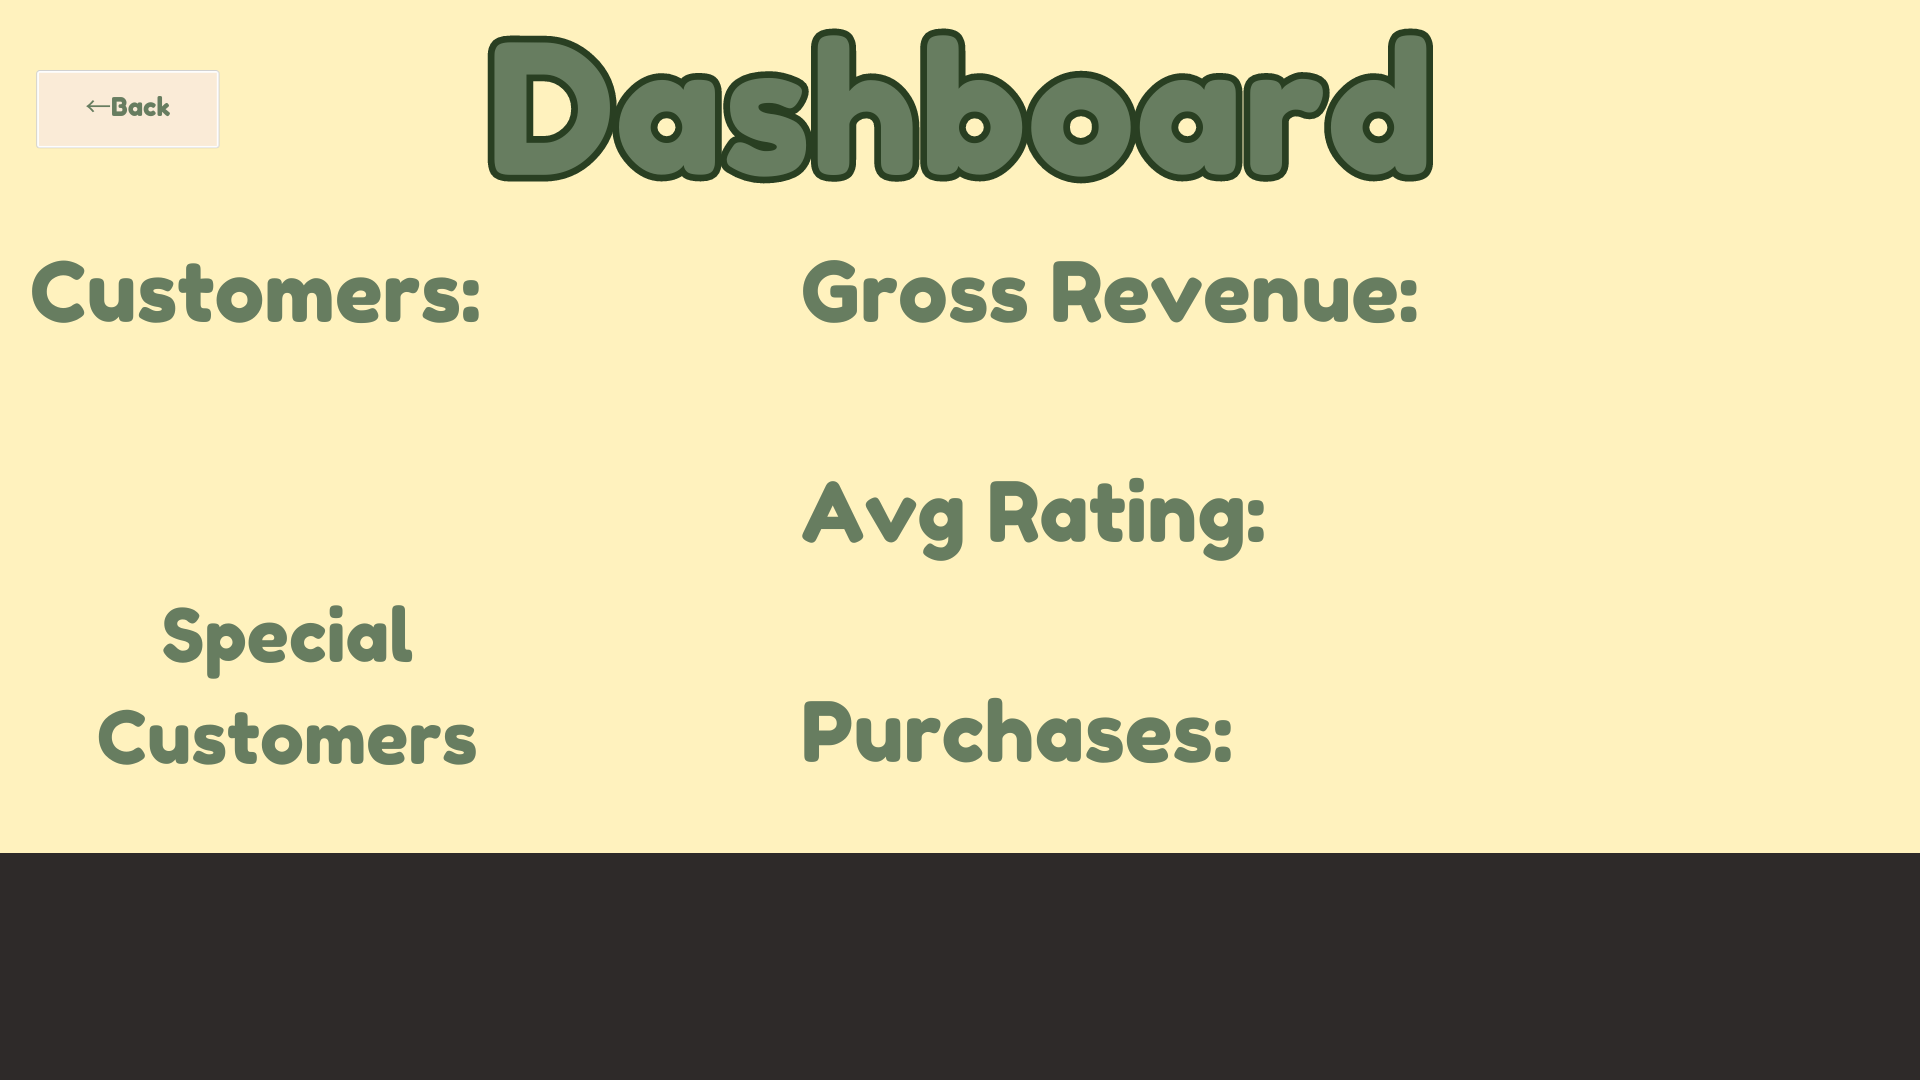 ←Back
Dashboard
Customers:
Gross Revenue:
Avg Rating:
Special
Customers
Purchases: